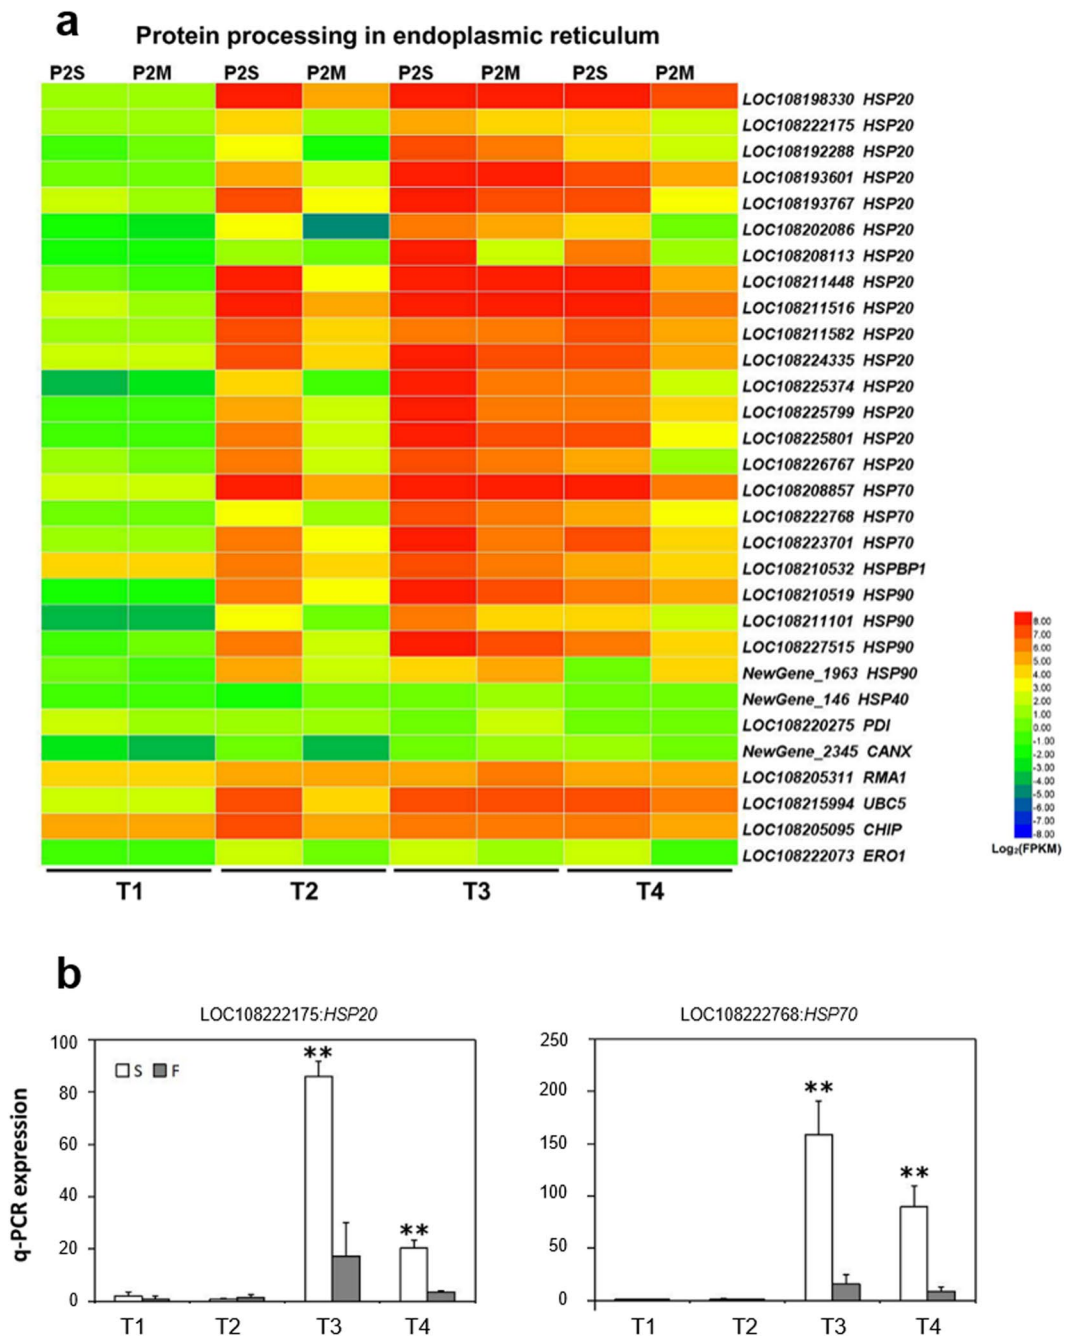 a
Protein processing in endoplasmic reticulum
P2S P2M P2S P2M P2S P2M P2S P2M
LOC108198330 HSP20
LOC108222175 HSP20
LOC108192288 HSP20
LOC108193601 HSP20
LOC108193767 HSP20
LOC108202086 HSP20
LOC108208113 HSP20
LOC108211448 HSP20
LOC108211516 HSP20
LOC108211582 HSP20
LOC108224335 HSP20
LOC108225374 HSP20
LOC108225799 HSP20
LOC108225801 HSP20
LOC108226767 HSP20
LOC108208857 HSP70
LOC108222768 HSP70
LOC108223701 HSP70
LOC108210532 HSPBP1
LOC108210519 HSP90
LOC108211101 HSP90
LOC108227515 HSP90
NewGene_1963 HSP90
NewGene_146 HSP40
LOC108220275 PDI
NewGene_2345 CANX
LOC108205311 RMA1
LOC108215994 UBC5
LOC108205095 CHIP
LOC108222073 ERO1
8.00
7.00
6.00
5.00
4.00
3.00
2.00
1.00
0.00
-1.00
-2.00
-3.00
-4.00
-5.00
-6.00
-7.00
-8.00
Log₂(FPKM)
T1 T2 T3 T4
b
LOC108222175:HSP20
q-PCR expression
100
80
60
40
20
0
S F
**
**
T1 T2 T3 T4
LOC108222768:HSP70
250
200
150
100
50
0
**
**
T1 T2 T3 T4